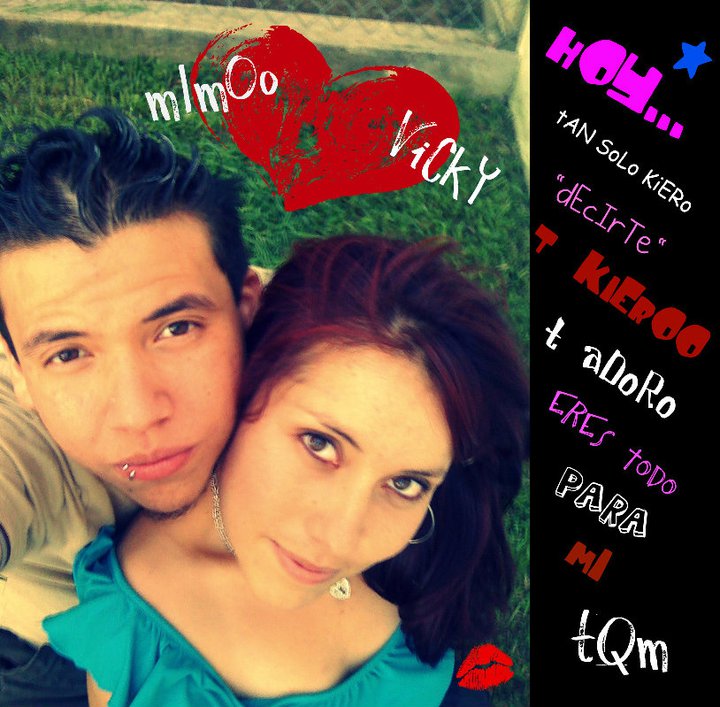 mImOo
ViCKY
HOY...
tAN SoLo KiERo
"dEcIrTe"
T KiErOO
t aDoRo
ERES toDO
PARA
mI
tQm